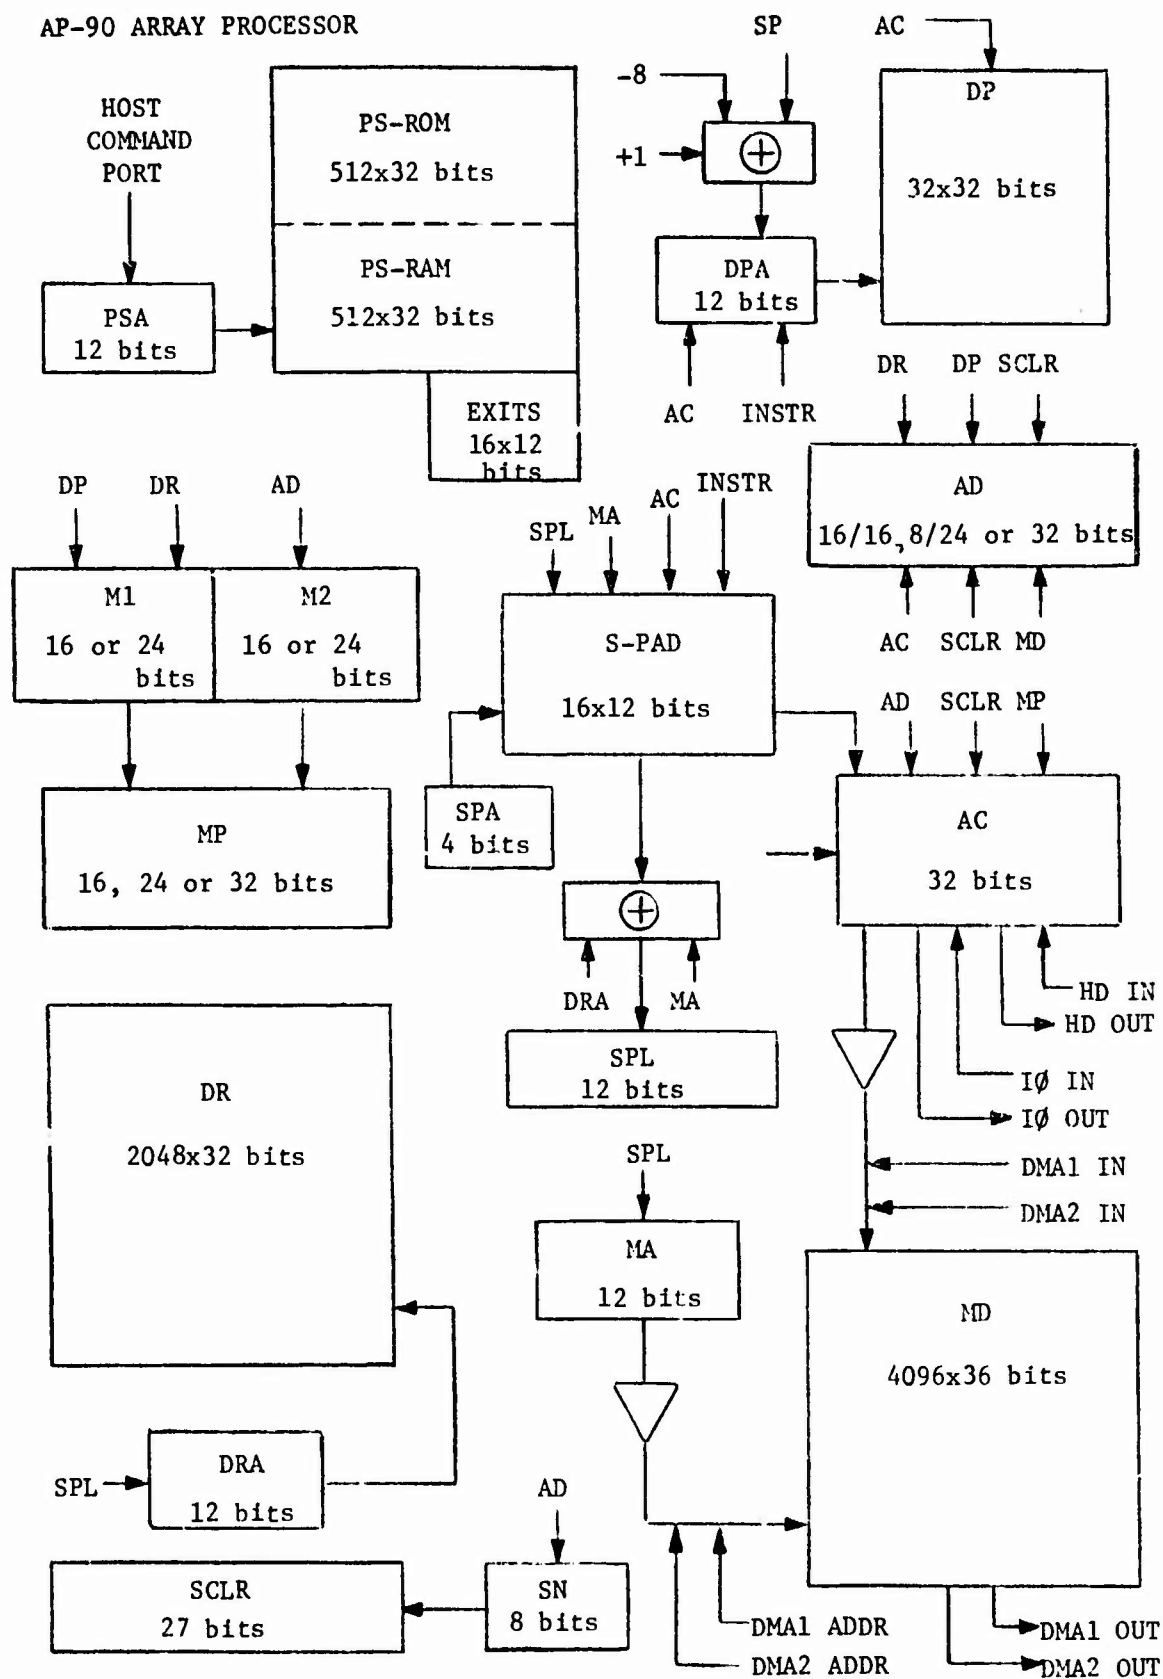 AP-90 ARRAY PROCESSOR
HOST
COMMAND
PORT
PSA
12 bits
PS-ROM
512x32 bits
PS-RAM
512x32 bits
EXITS
16x12
bits
SP
-8
+1
+
DPA
12 bits
AC
INSTR
AC
DP
32x32 bits
DR
DP
SCLR
AD
16/16,8/24 or 32 bits
AC
SCLR
MD
DP
DR
AD
M1
16 or 24
bits
M2
16 or 24
bits
MP
16, 24 or 32 bits
SPL
MA
AC
INSTR
S-PAD
16x12 bits
SPA
4 bits
+
DRA
MA
SPL
12 bits
AD
SCLR
MP
AC
32 bits
HD IN
HD OUT
IØ IN
IØ OUT
DMA1 IN
DMA2 IN
DR
2048x32 bits
SPL
DRA
12 bits
SPL
MA
12 bits
MD
4096x36 bits
AD
SN
8 bits
SCLR
27 bits
DMA1 ADDR
DMA2 ADDR
DMA1 OUT
DMA2 OUT